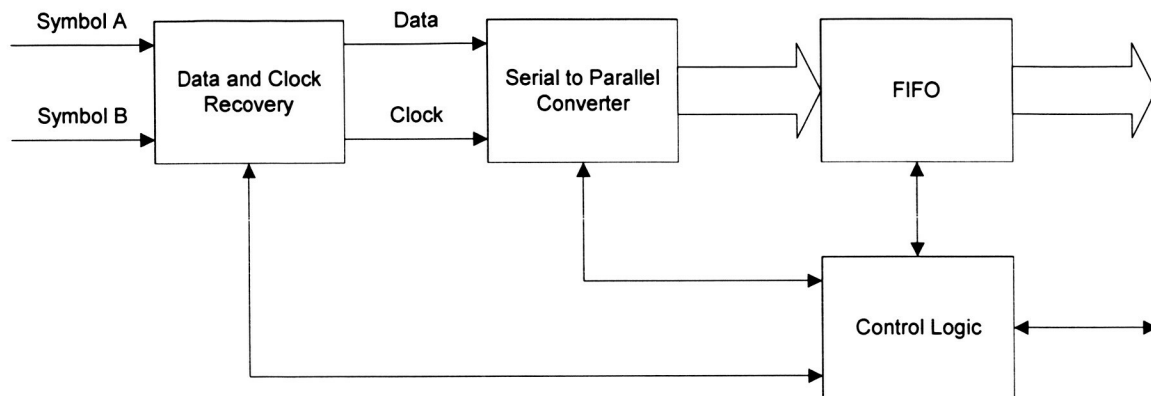 Symbol A
Data
Data and Clock
Recovery
Serial to Parallel
Converter
FIFO
Symbol B
Clock
Control Logic